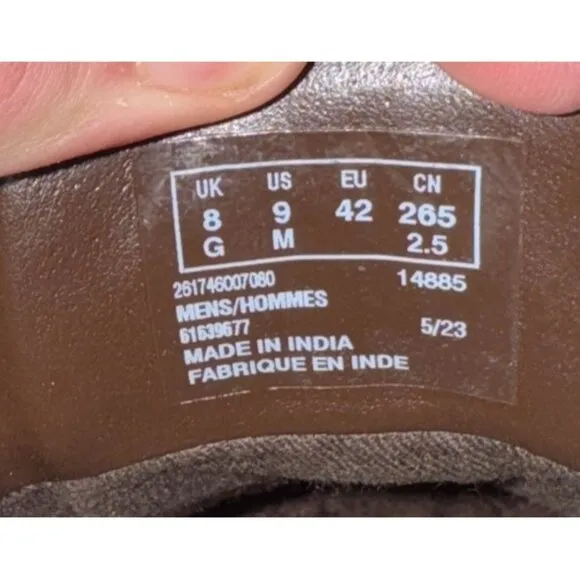 UK US EU CN
8 9 42 265
G M 2.5
261746007080 14885
MENS/HOMMES
61639677 5/23
MADE IN INDIA
FABRIQUE EN INDE